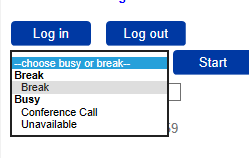 Log in Log out
--choose busy or break-- Start
Break
Break
Busy
Conference Call
Unavailable